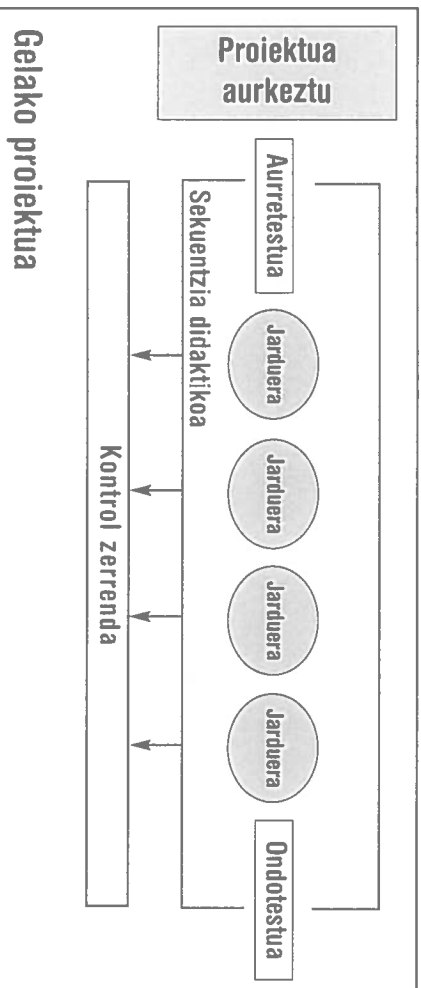 Proiektua
aurkeztu
Aurretestua
Jarduera
Jarduera
Jarduera
Jarduera
Ondotestua
Sekuentzia didaktikoa
Kontrol zerrenda
Gelako proiektua